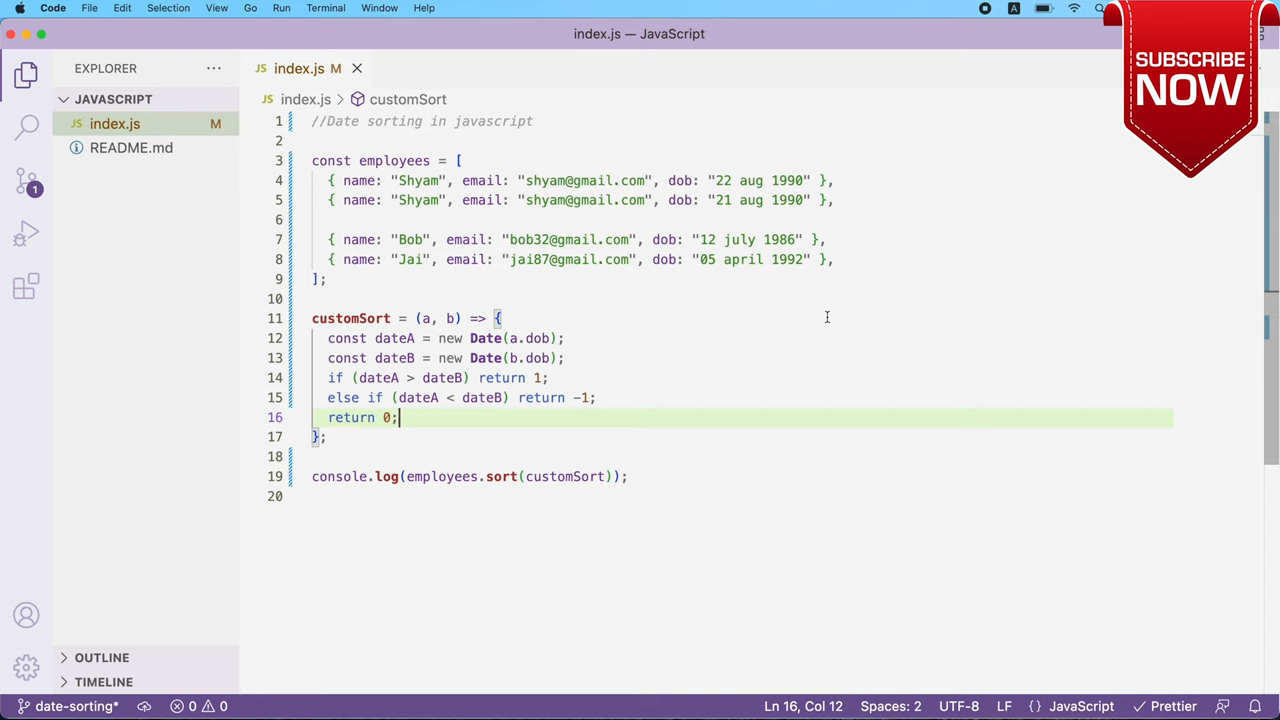 Code File Edit Selection View Go Run Terminal Window Help A
index.js — JavaScript
SUBSCRIBE
NOW
EXPLORER ···
JS index.js M
JAVASCRIPT
JS index.js M
README.md
JS index.js > customSort
1 //Date sorting in javascript
2
3 const employees = [
4 { name: "Shyam", email: "shyam@gmail.com", dob: "22 aug 1990" },
5 { name: "Shyam", email: "shyam@gmail.com", dob: "21 aug 1990" },
6
7 { name: "Bob", email: "bob32@gmail.com", dob: "12 july 1986" },
8 { name: "Jai", email: "jai87@gmail.com", dob: "05 april 1992" },
9 ];
10
11 customSort = (a, b) => {
12 const dateA = new Date(a.dob);
13 const dateB = new Date(b.dob);
14 if (dateA > dateB) return 1;
15 else if (dateA < dateB) return -1;
16 return 0;
17 };
18
19 console.log(employees.sort(customSort));
20
1
OUTLINE
TIMELINE
date-sorting* 0 0 Ln 16, Col 12 Spaces: 2 UTF-8 LF {} JavaScript Prettier